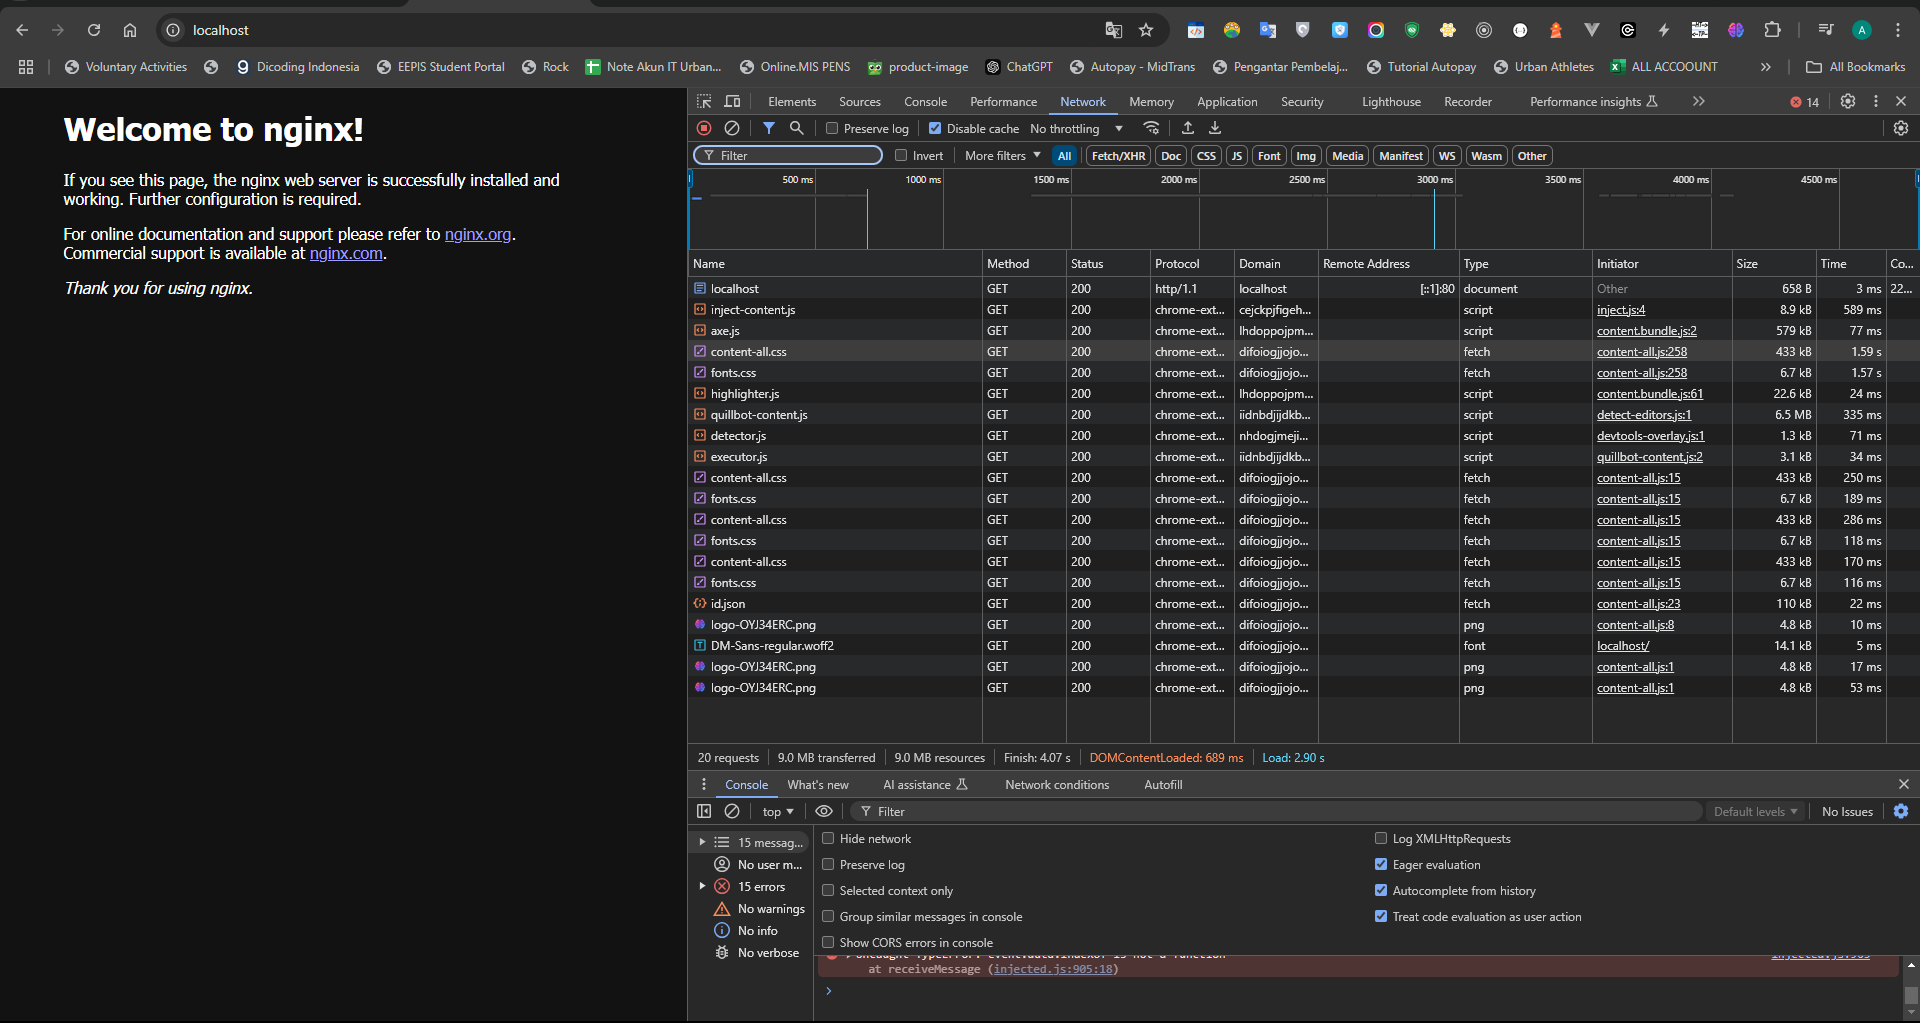 localhost
Voluntary Activities
Dicoding Indonesia
EEPIS Student Portal
Rock
Note Akun IT Urban...
Online.MIS PENS
product-image
ChatGPT
Autopay - MidTrans
Pengantar Pembelaj...
Tutorial Autopay
Urban Athletes
ALL ACCOOUNT
All Bookmarks
Welcome to nginx!
If you see this page, the nginx web server is successfully installed and
working. Further configuration is required.
For online documentation and support please refer to nginx.org.
Commercial support is available at nginx.com.
Thank you for using nginx.
Elements Sources Console Performance Network Memory Application Security Lighthouse Recorder Performance insights 14
Preserve log Disable cache No throttling
Filter Invert More filters All Fetch/XHR Doc CSS JS Font Img Media Manifest WS Wasm Other
500 ms 1000 ms 1500 ms 2000 ms 2500 ms 3000 ms 3500 ms 4000 ms 4500 ms
Name Method Status Protocol Domain Remote Address Type Initiator Size Time Co...
localhost GET 200 http/1.1 localhost [::1]:80 document Other 658 B 3 ms 22...
inject-content.js GET 200 chrome-ext... cejckpjfigeh... script inject.js:4 8.9 kB 589 ms
axe.js GET 200 chrome-ext... lhdoppojpm... script content.bundle.js:2 579 kB 77 ms
content-all.css GET 200 chrome-ext... difoiogjjojo... fetch content-all.js:258 433 kB 1.59 s
fonts.css GET 200 chrome-ext... difoiogjjojo... fetch content-all.js:258 6.7 kB 1.57 s
highlighter.js GET 200 chrome-ext... lhdoppojpm... script content.bundle.js:61 22.6 kB 24 ms
quillbot-content.js GET 200 chrome-ext... iidnbdjijdkb... script detect-editors.js:1 6.5 MB 335 ms
detector.js GET 200 chrome-ext... nhdogjmeji... script devtools-overlay.js:1 1.3 kB 71 ms
executor.js GET 200 chrome-ext... iidnbdjijdkb... script quillbot-content.js:2 3.1 kB 34 ms
content-all.css GET 200 chrome-ext... difoiogjjojo... fetch content-all.js:15 433 kB 250 ms
fonts.css GET 200 chrome-ext... difoiogjjojo... fetch content-all.js:15 6.7 kB 189 ms
content-all.css GET 200 chrome-ext... difoiogjjojo... fetch content-all.js:15 433 kB 286 ms
fonts.css GET 200 chrome-ext... difoiogjjojo... fetch content-all.js:15 6.7 kB 118 ms
content-all.css GET 200 chrome-ext... difoiogjjojo... fetch content-all.js:15 433 kB 170 ms
fonts.css GET 200 chrome-ext... difoiogjjojo... fetch content-all.js:15 6.7 kB 116 ms
id.json GET 200 chrome-ext... difoiogjjojo... fetch content-all.js:23 110 kB 22 ms
logo-OYJ34ERC.png GET 200 chrome-ext... difoiogjjojo... png content-all.js:8 4.8 kB 10 ms
DM-Sans-regular.woff2 GET 200 chrome-ext... difoiogjjojo... font localhost/ 14.1 kB 5 ms
logo-OYJ34ERC.png GET 200 chrome-ext... difoiogjjojo... png content-all.js:1 4.8 kB 17 ms
logo-OYJ34ERC.png GET 200 chrome-ext... difoiogjjojo... png content-all.js:1 4.8 kB 53 ms
20 requests 9.0 MB transferred 9.0 MB resources Finish: 4.07 s DOMContentLoaded: 689 ms Load: 2.90 s
Console What's new AI assistance Network conditions Autofill
top Filter Default levels No Issues
15 messag...
No user m...
15 errors
No warnings
No info
No verbose
Hide network Log XMLHttpRequests
Preserve log Eager evaluation
Selected context only Autocomplete from history
Group similar messages in console Treat code evaluation as user action
Show CORS errors in console
Uncaught TypeError: event.data.indexOf is not a function injected.js:905
at receiveMessage (injected.js:905:18)